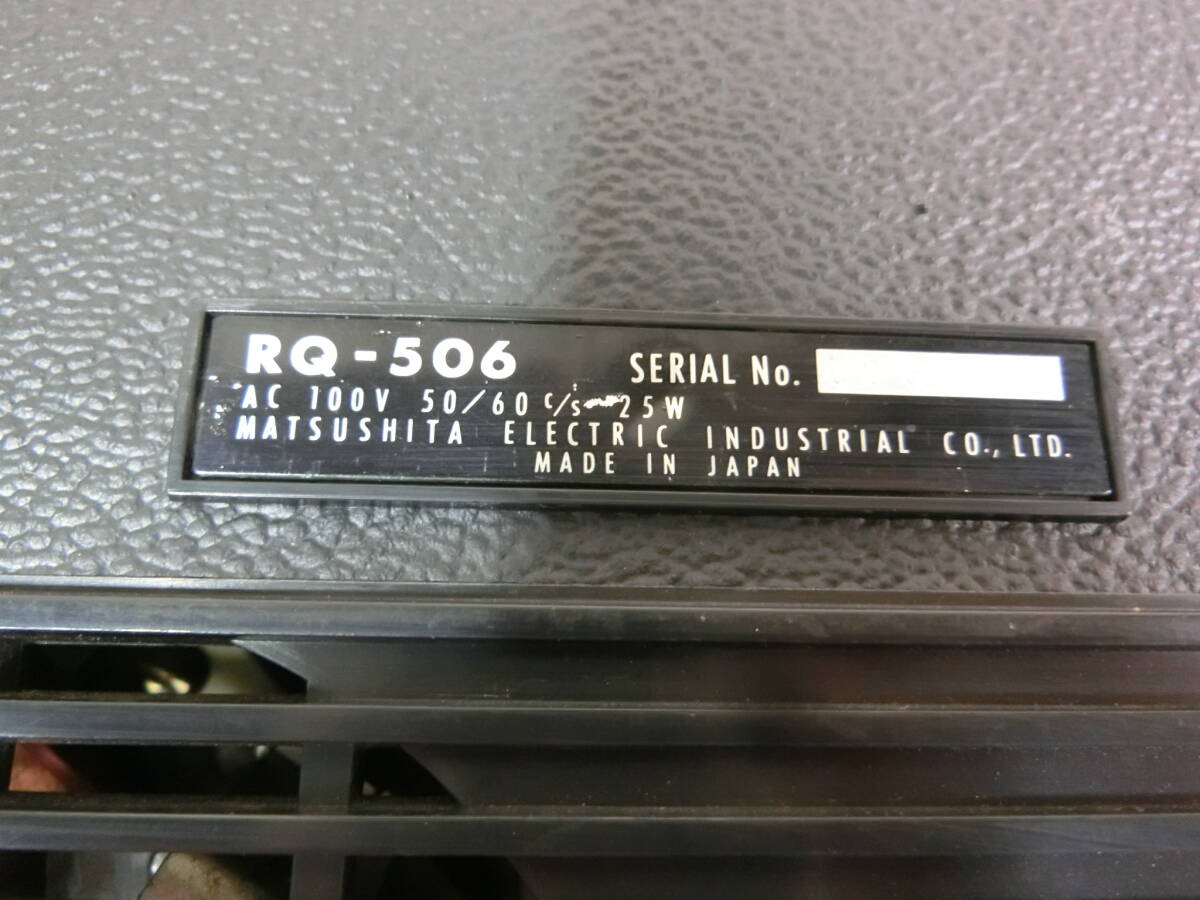 RQ-506 SERIAL No.
AC 100V 50/60 c/s 25W
MATSUSHITA ELECTRIC INDUSTRIAL CO., LTD.
MADE IN JAPAN